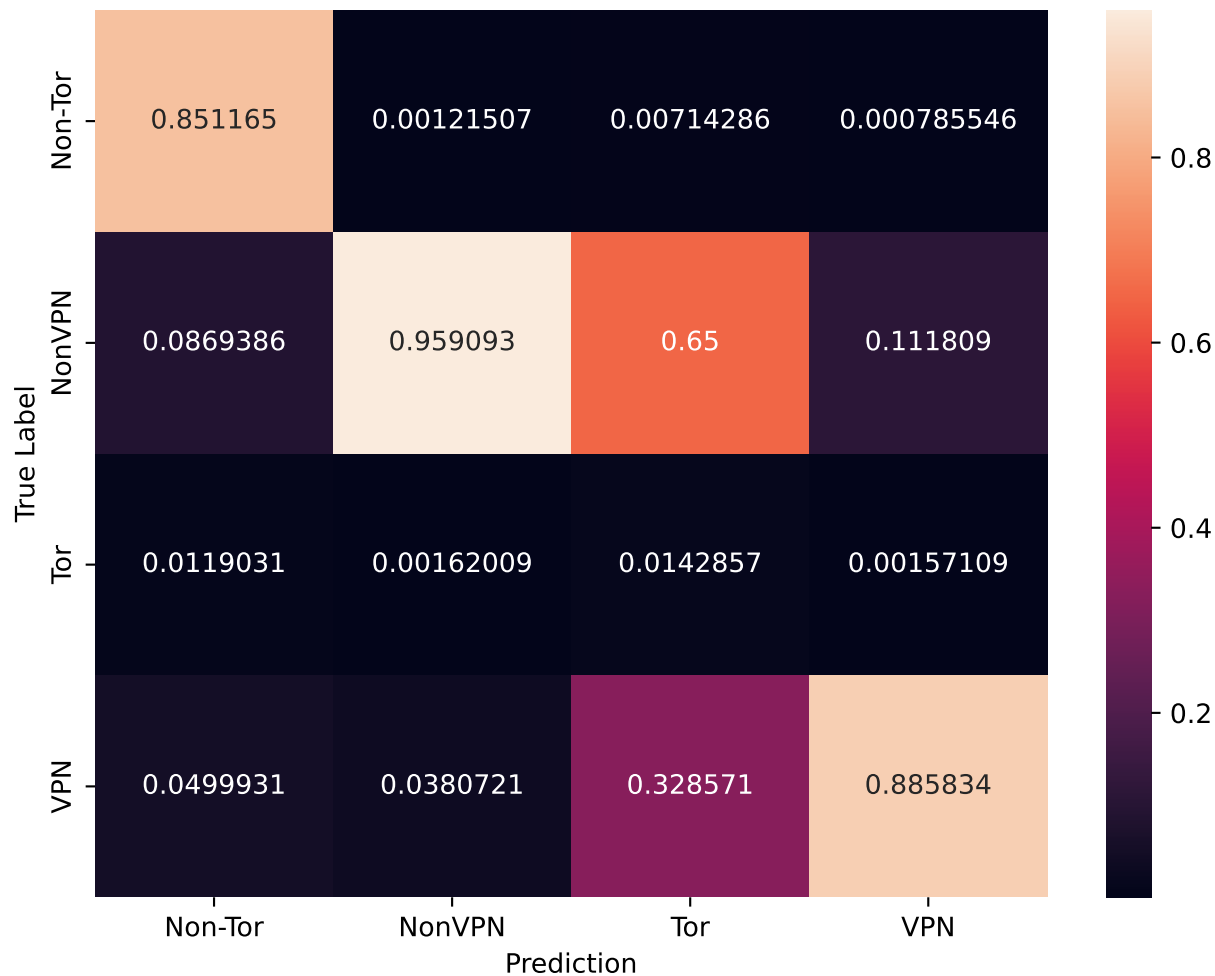 True Label
Non-Tor
0.851165 0.00121507 0.00714286 0.000785546
NonVPN
0.0869386 0.959093 0.65 0.111809
Tor
0.0119031 0.00162009 0.0142857 0.00157109
VPN
0.0499931 0.0380721 0.328571 0.885834
Non-Tor NonVPN Tor VPN
Prediction
0.8
0.6
0.4
0.2